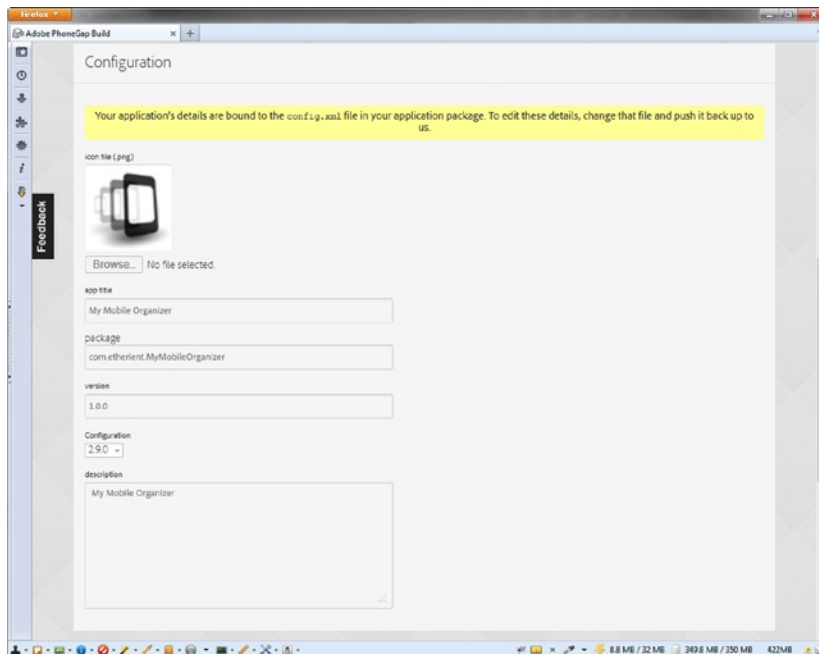 Firefox
Adobe PhoneGap Build
Configuration
Your application's details are bound to the config.xml file in your application package. To edit these details, change that file and push it back up to
us.
icon file (.png)
Feedback
Browse... No file selected.
app title
My Mobile Organizer
package
com.etherient.MyMobileOrganizer
version
1.0.0
Configuration
2.9.0
description
My Mobile Organizer
8.8 MB / 32 MB 349.8 MB / 350 MB 422MB